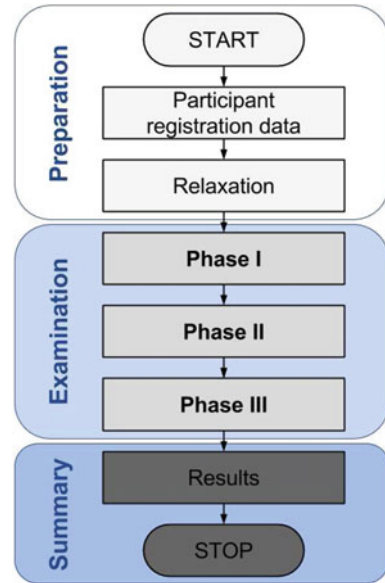 Preparation
START
Participant
registration data
Relaxation
Examination
Phase I
Phase II
Phase III
Summary
Results
STOP